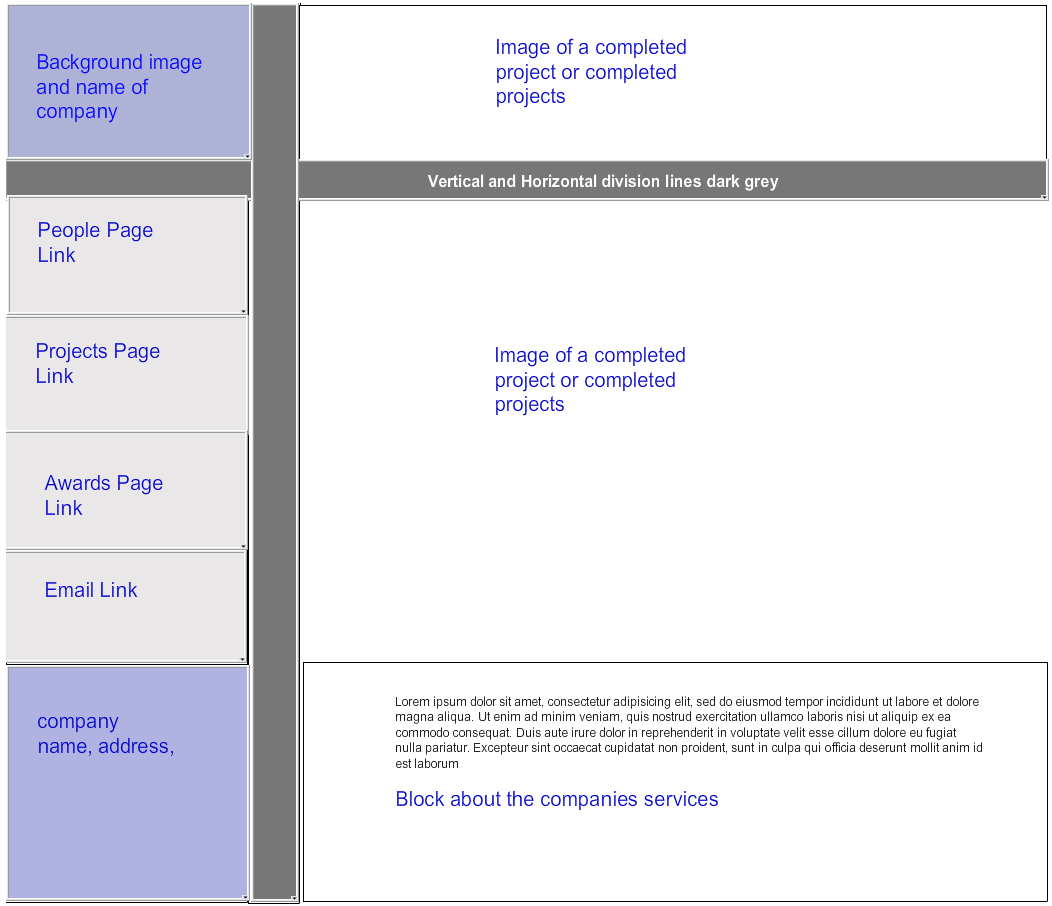 Background image
and name of
company
Image of a completed
project or completed
projects
Vertical and Horizontal division lines dark grey
People Page
Link
Projects Page
Link
Awards Page
Link
Email Link
Image of a completed
project or completed
projects
company
name, address,
Lorem ipsum dolor sit amet, consectetur adipisicing elit, sed do eiusmod tempor incididunt ut labore et dolore
magna aliqua. Ut enim ad minim veniam, quis nostrud exercitation ullamco laboris nisi ut aliquip ex ea
commodo consequat. Duis aute irure dolor in reprehenderit in voluptate velit esse cillum dolore eu fugiat
nulla pariatur. Excepteur sint occaecat cupidatat non proident, sunt in culpa qui officia deserunt mollit anim id
est laborum
Block about the companies services